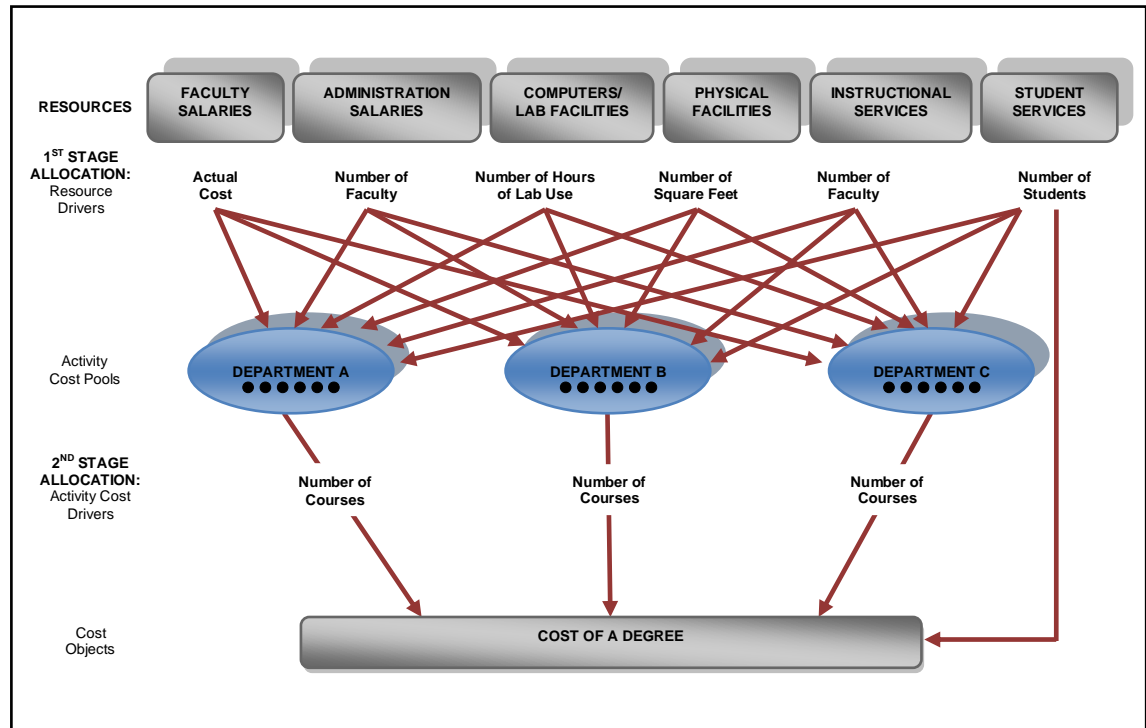 RESOURCES
FACULTY
SALARIES
ADMINISTRATION
SALARIES
COMPUTERS/
LAB FACILITIES
PHYSICAL
FACILITIES
INSTRUCTIONAL
SERVICES
STUDENT
SERVICES
1ST STAGE
ALLOCATION:
Resource
Drivers
Actual
Cost
Number of
Faculty
Number of Hours
of Lab Use
Number of
Square Feet
Number of
Faculty
Number of
Students
Activity
Cost Pools
DEPARTMENT A
DEPARTMENT B
DEPARTMENT C
2ND STAGE
ALLOCATION:
Activity Cost
Drivers
Number of
Courses
Number of
Courses
Number of
Courses
Cost
Objects
COST OF A DEGREE